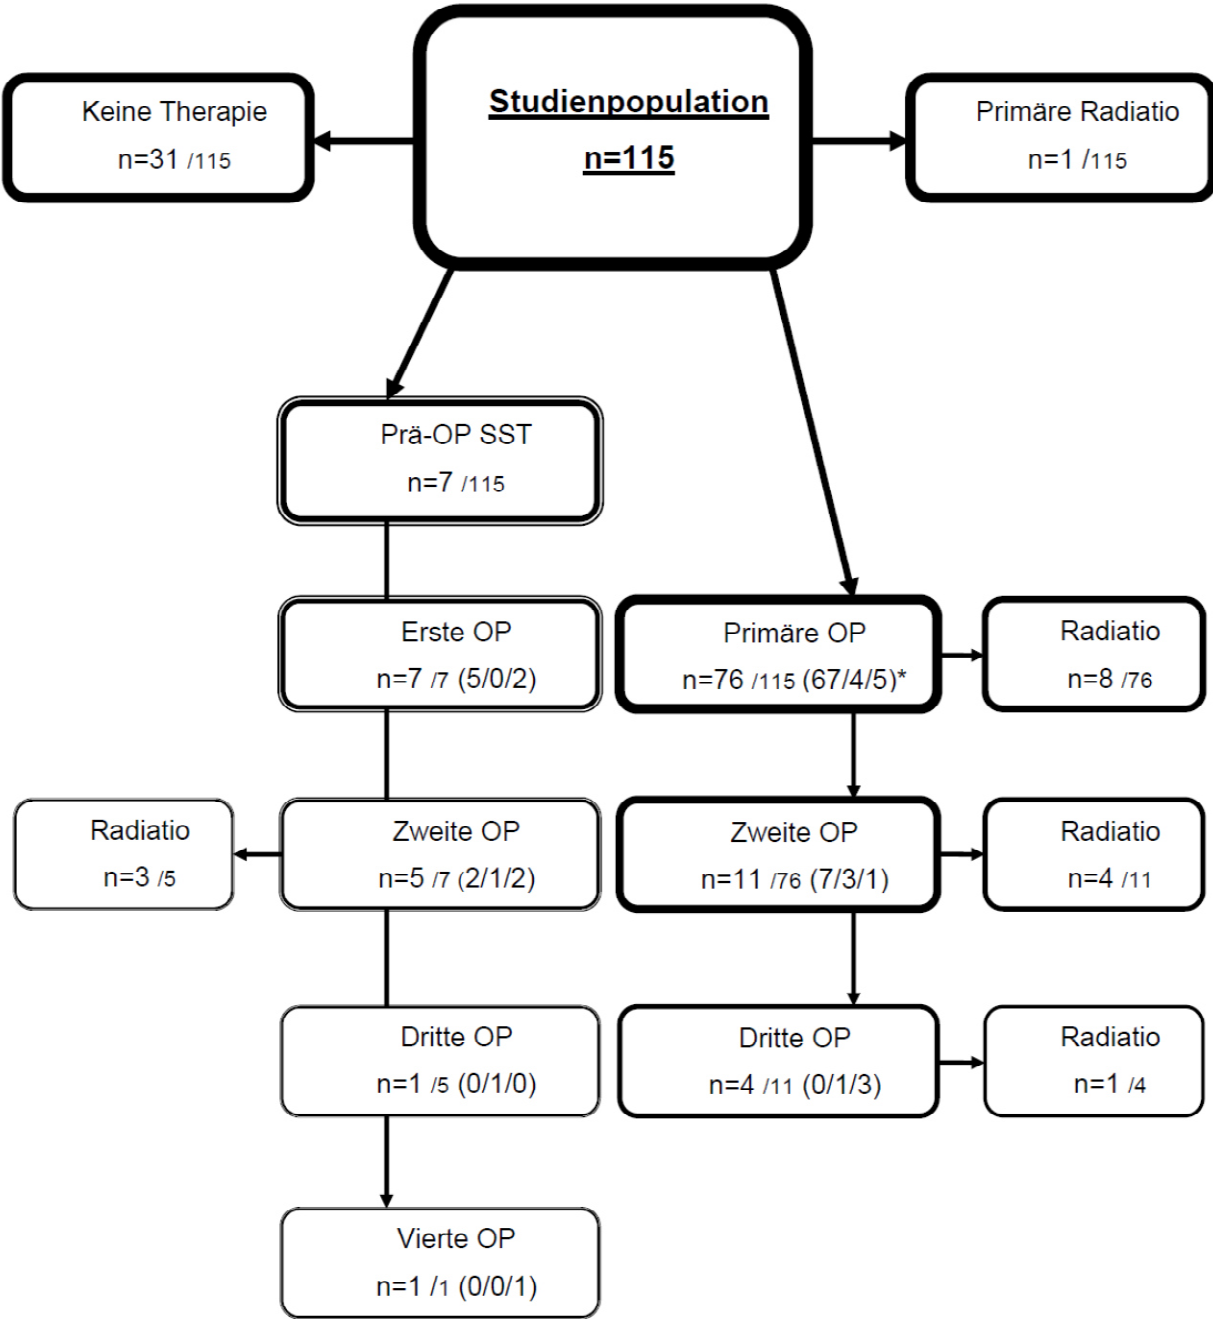 Studienpopulation
n=115
Keine Therapie
n=31 /115
Primäre Radiatio
n=1 /115
Prä-OP SST
n=7 /115
Erste OP
n=7 /7 (5/0/2)
Primäre OP
n=76 /115 (67/4/5)*
Radiatio
n=8 /76
Radiatio
n=3 /5
Zweite OP
n=5 /7 (2/1/2)
Zweite OP
n=11 /76 (7/3/1)
Radiatio
n=4 /11
Dritte OP
n=1 /5 (0/1/0)
Dritte OP
n=4 /11 (0/1/3)
Radiatio
n=1 /4
Vierte OP
n=1 /1 (0/0/1)